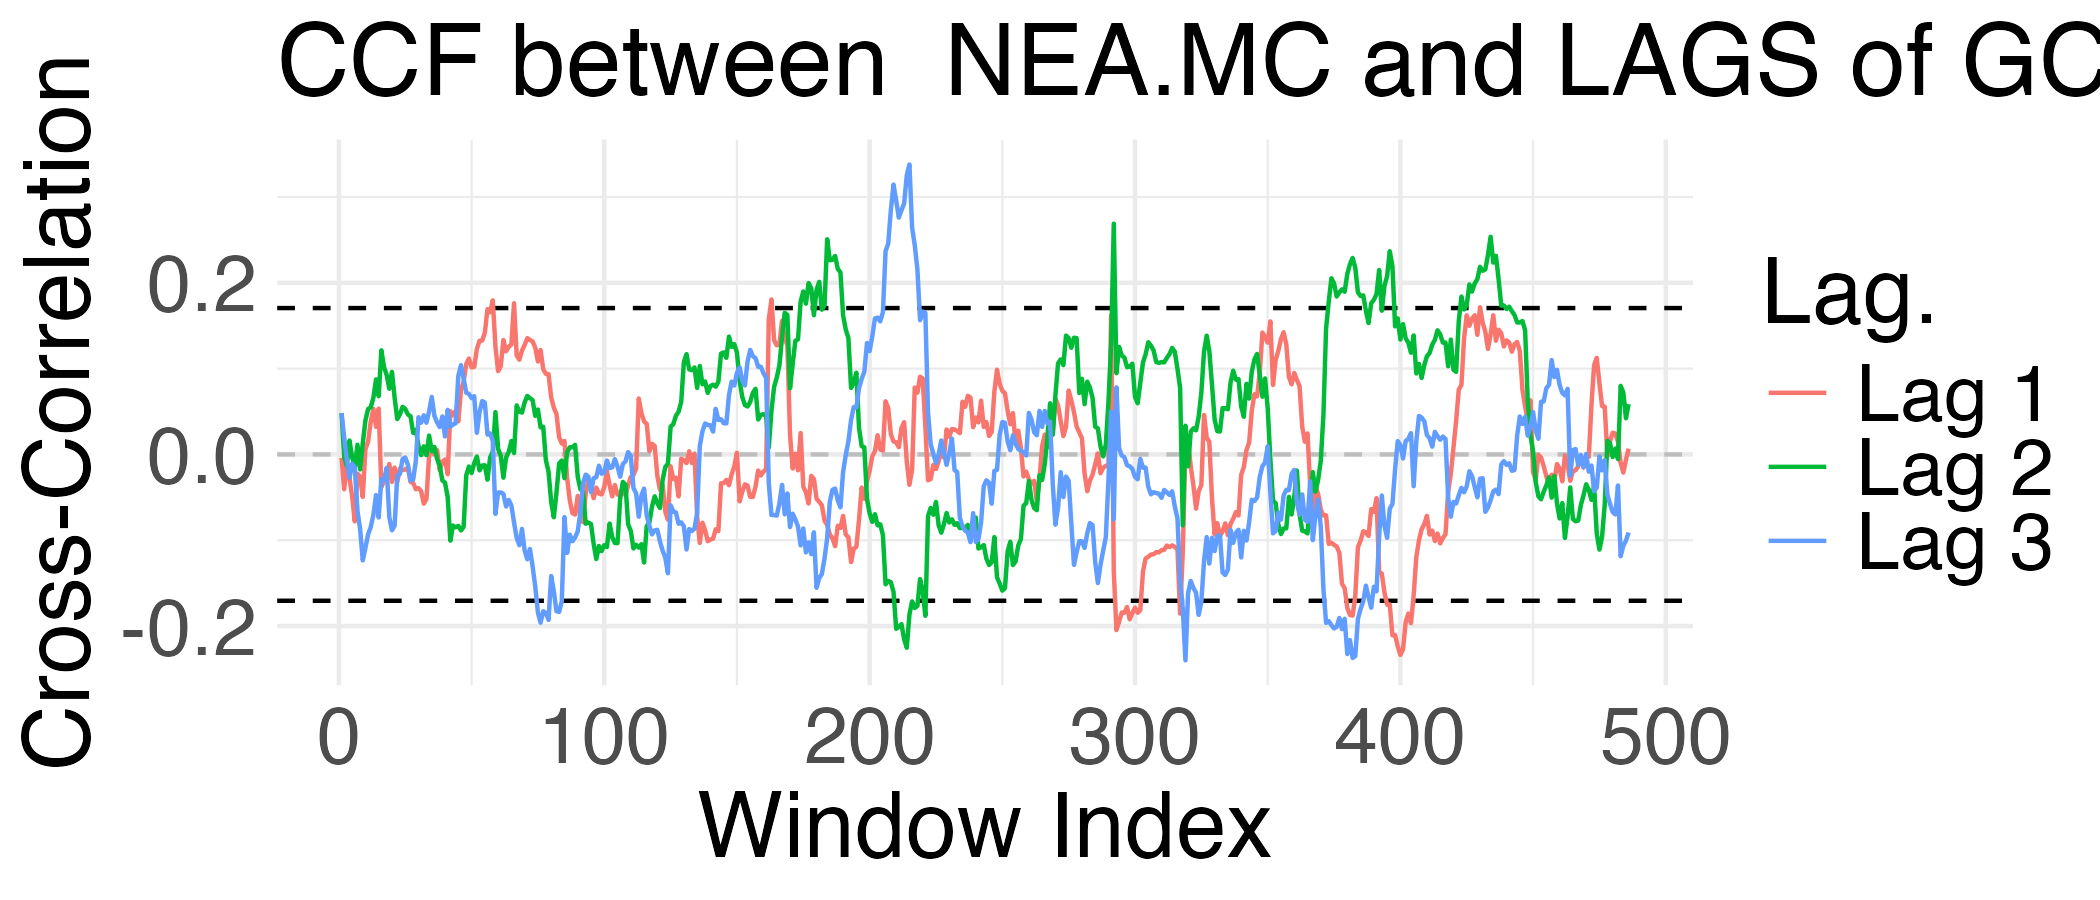 CCF between  NEA.MC and LAGS of GC
Cross-Correlation
0.2
0.0
-0.2
0 100 200 300 400 500
Window Index
Lag.
Lag 1
Lag 2
Lag 3